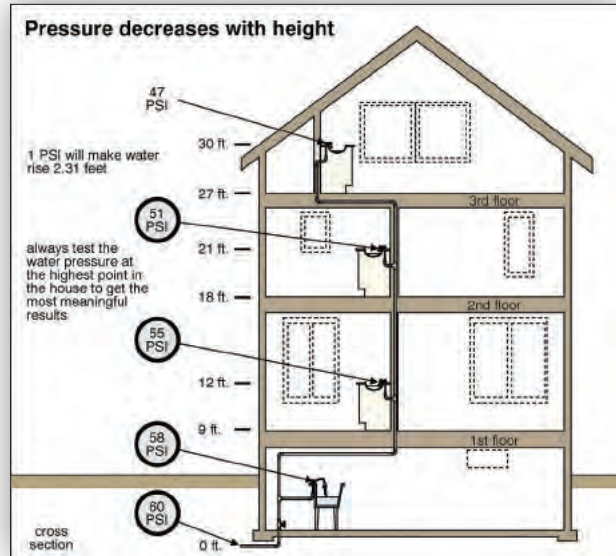 Pressure decreases with height
47
PSI
30 ft.
1 PSI will make water
rise 2.31 feet
27 ft.
3rd floor
51
PSI
21 ft.
always test the
water pressure at
the highest point in
the house to get the
most meaningful
results
18 ft.
2nd floor
55
PSI
12 ft.
9 ft.
1st floor
58
PSI
60
PSI
cross
section
0 ft.